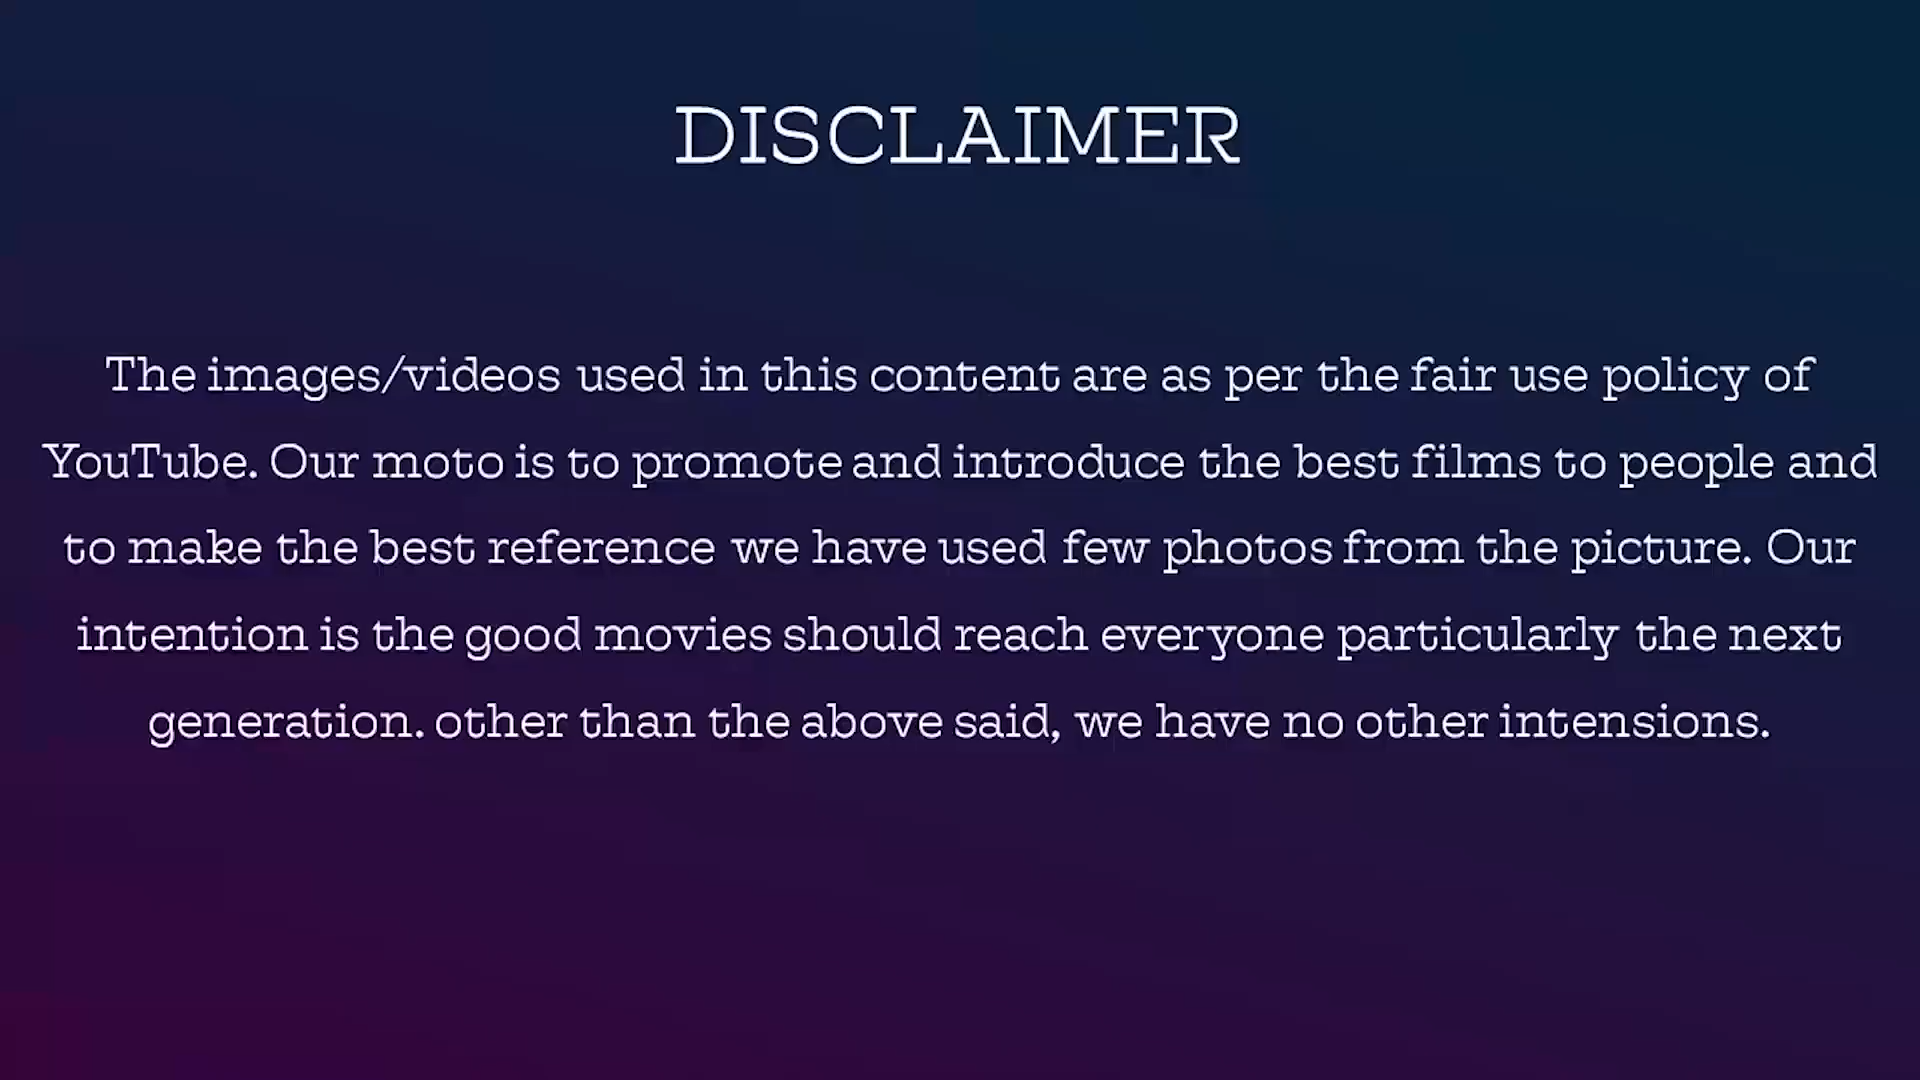 DISCLAIMER
The images/videos used in this content are as per the fair use policy of
YouTube. Our moto is to promote and introduce the best films to people and
to make the best reference we have used few photos from the picture. Our
intention is the good movies should reach everyone particularly the next
generation. other than the above said, we have no other intensions.